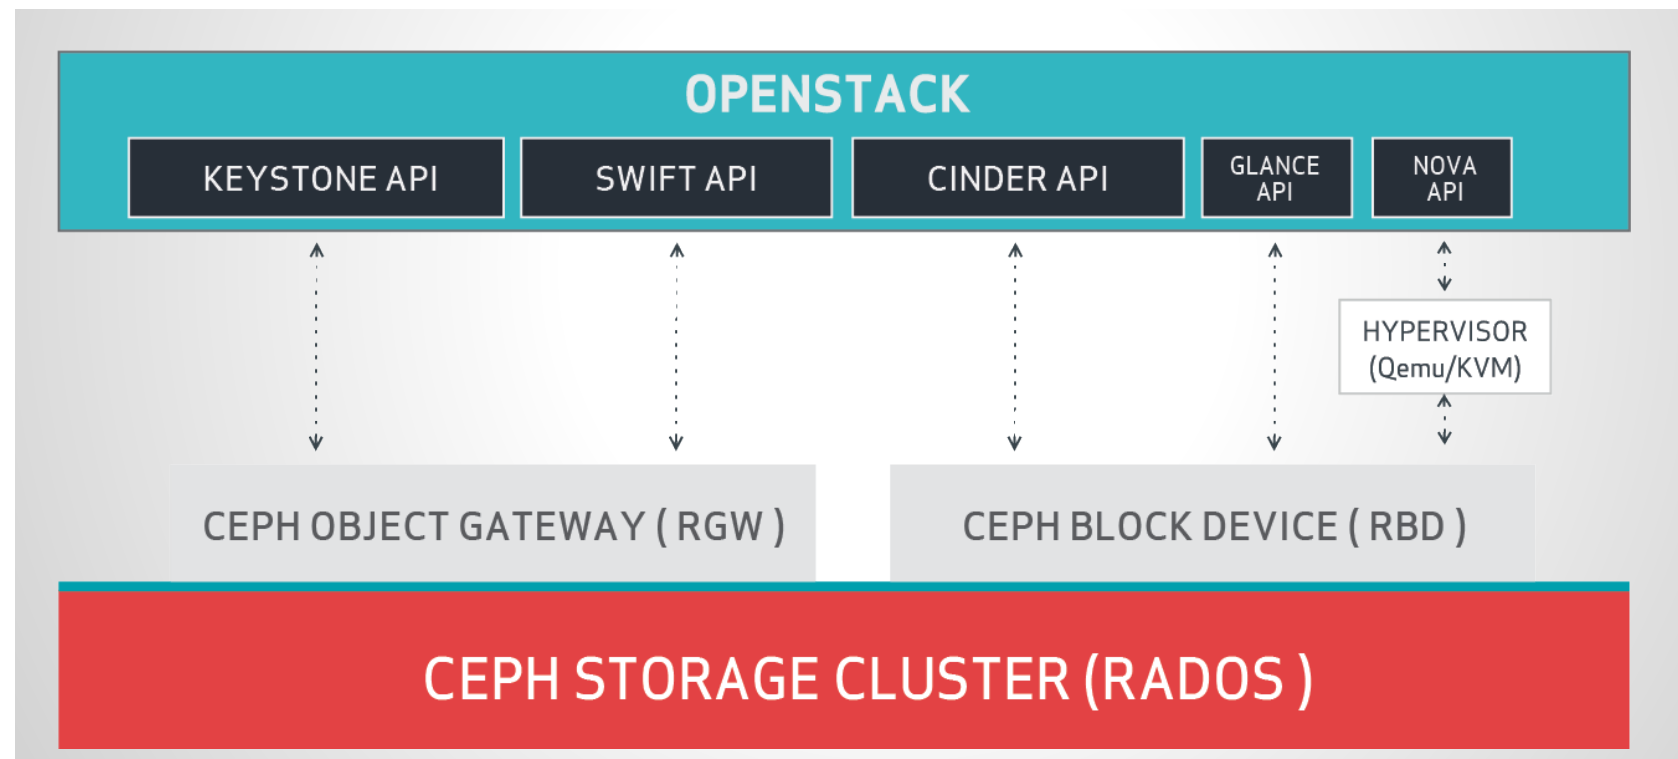 OPENSTACK
KEYSTONE API
SWIFT API
CINDER API
GLANCE
API
NOVA
API
HYPERVISOR
(Qemu/KVM)
CEPH OBJECT GATEWAY ( RGW )
CEPH BLOCK DEVICE ( RBD )
CEPH STORAGE CLUSTER (RADOS )